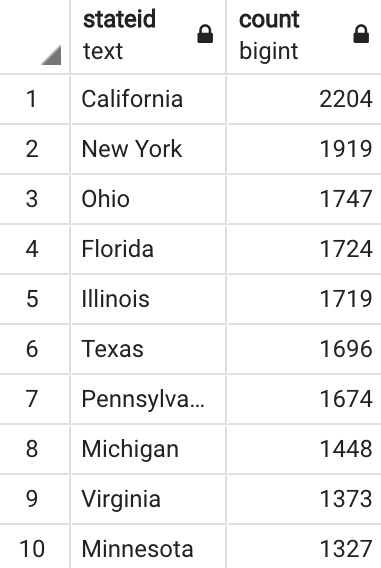 stateid count
text bigint
1 California 2204
2 New York 1919
3 Ohio 1747
4 Florida 1724
5 Illinois 1719
6 Texas 1696
7 Pennsylva... 1674
8 Michigan 1448
9 Virginia 1373
10 Minnesota 1327